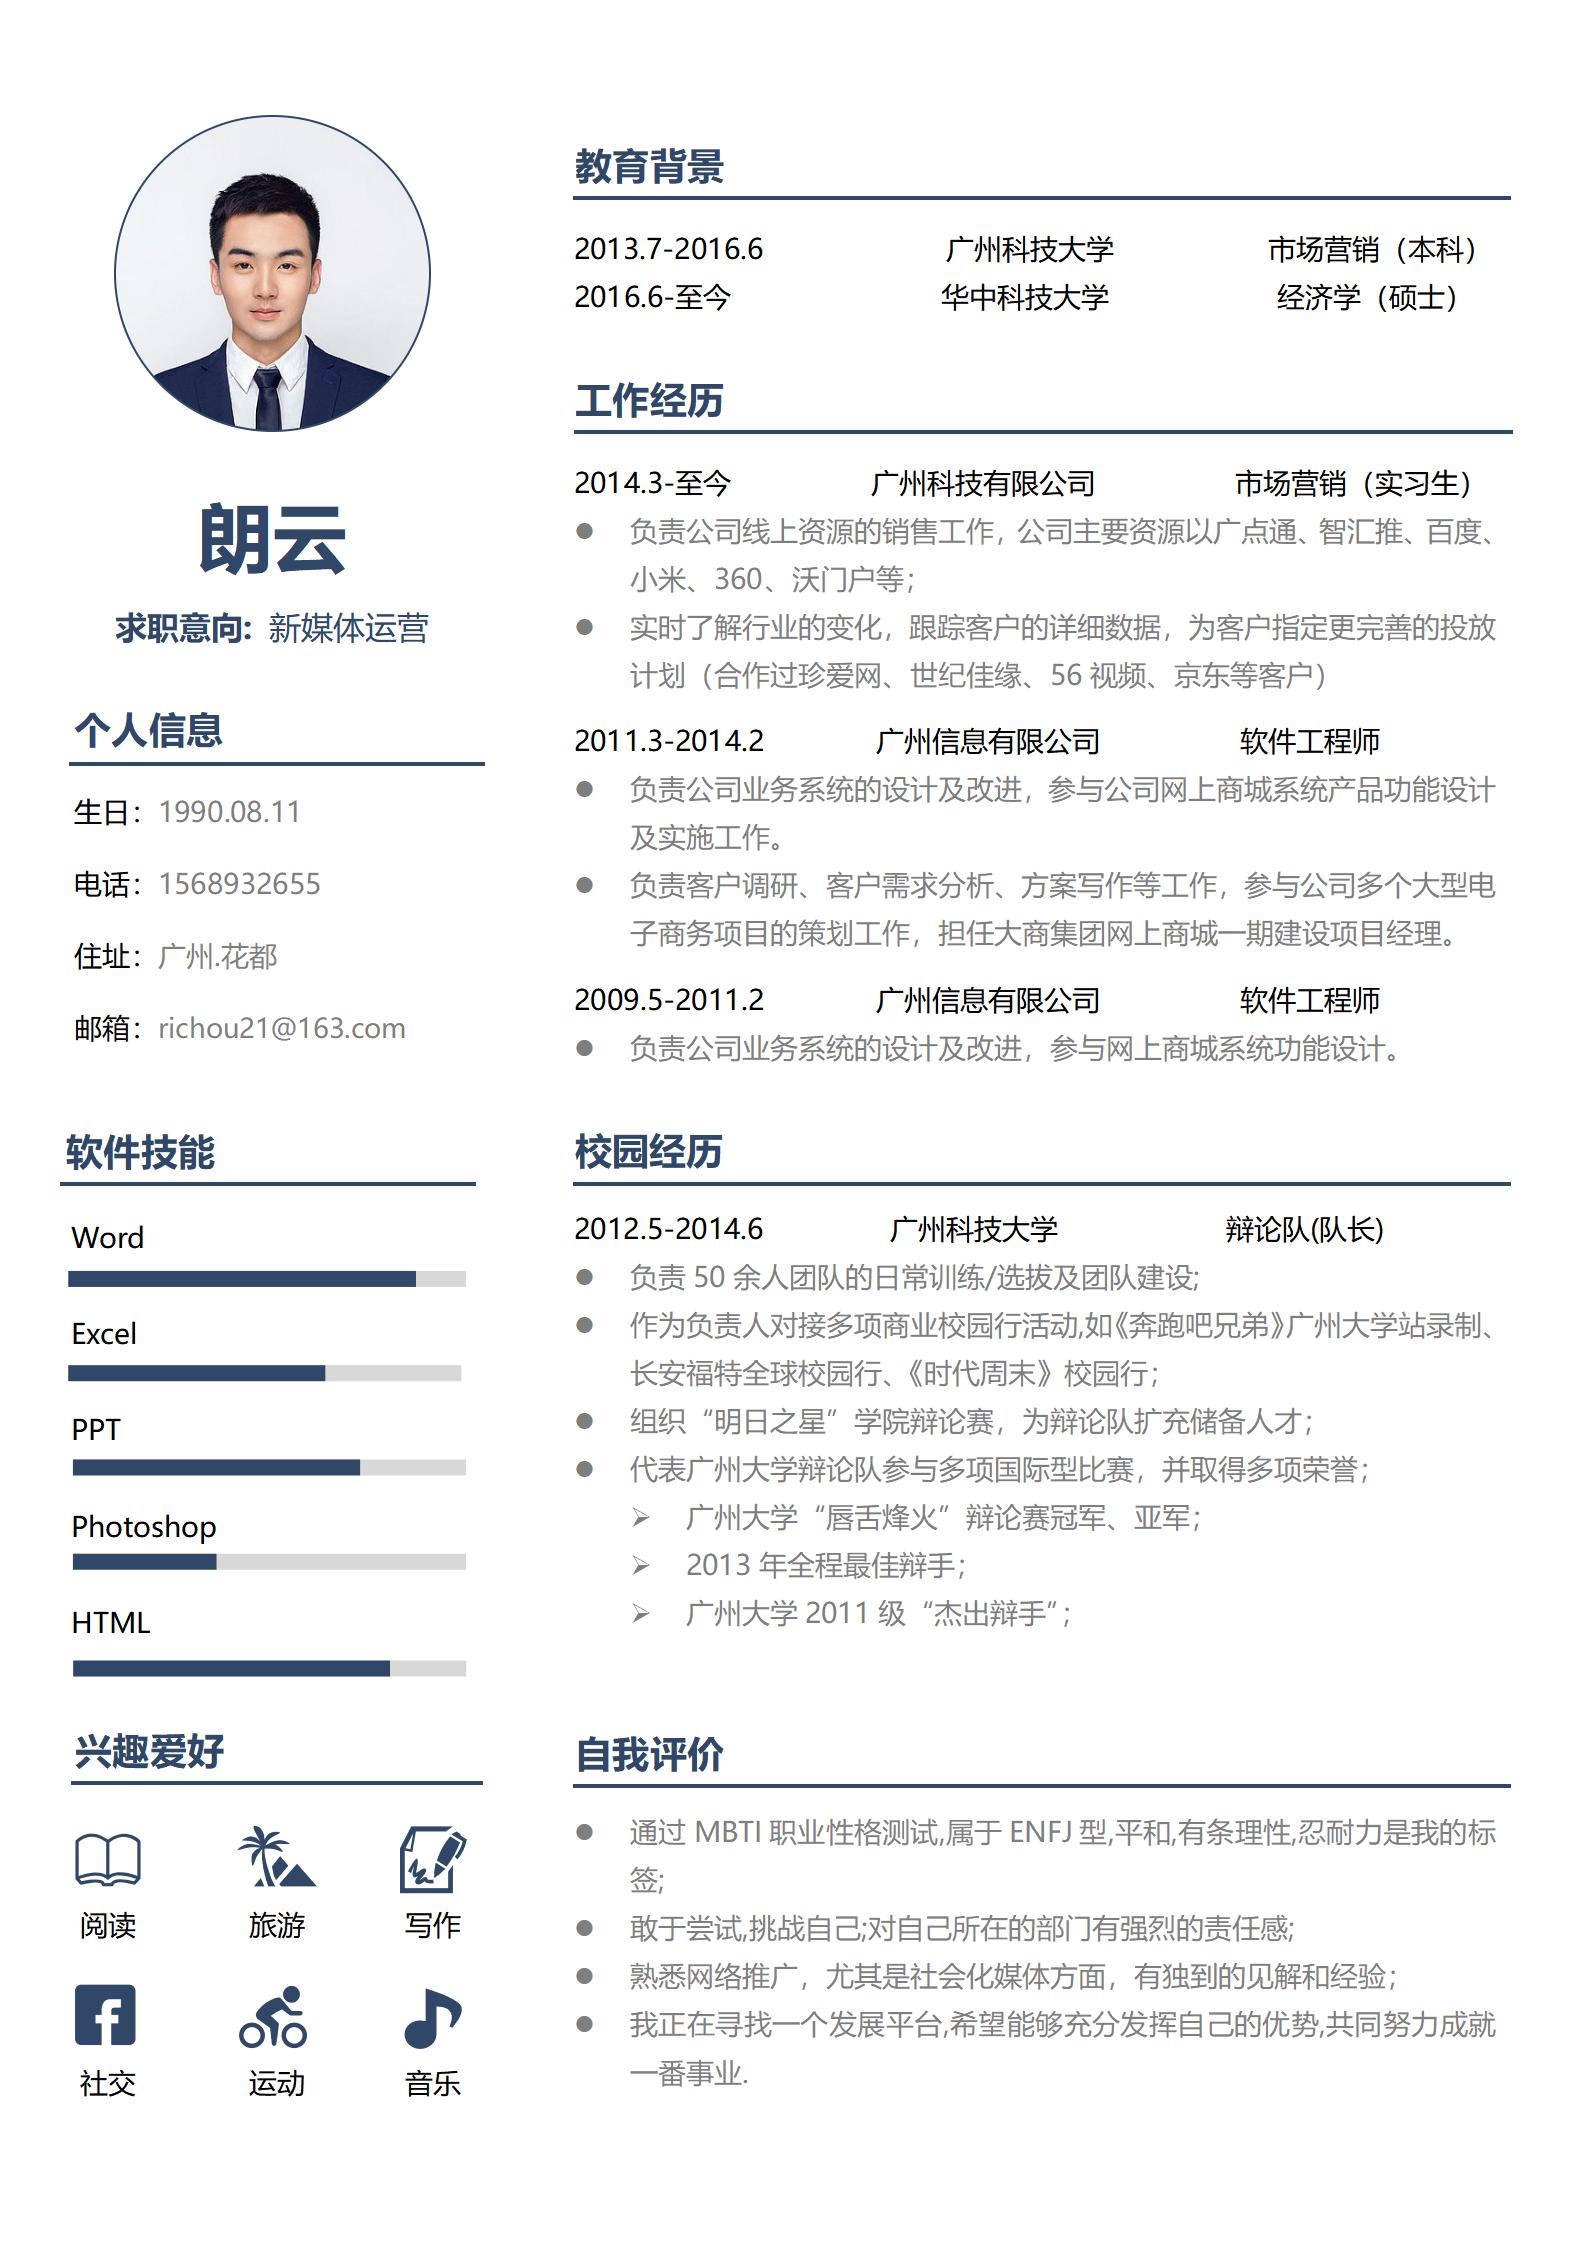 朗云
求职意向: 新媒体运营
个人信息
生日：1990.08.11
电话：1568932655
住址：广州.花都
邮箱：richou21@163.com
软件技能
Word
Excel
PPT
Photoshop
HTML
兴趣爱好
阅读 旅游 写作
社交 运动 音乐
教育背景
2013.7-2016.6 广州科技大学 市场营销（本科）
2016.6-至今 华中科技大学 经济学（硕士）
工作经历
2014.3-至今 广州科技有限公司 市场营销（实习生）
● 负责公司线上资源的销售工作，公司主要资源以广点通、智汇推、百度、
小米、360、沃门户等；
● 实时了解行业的变化，跟踪客户的详细数据，为客户指定更完善的投放
计划（合作过珍爱网、世纪佳缘、56 视频、京东等客户）
2011.3-2014.2 广州信息有限公司 软件工程师
● 负责公司业务系统的设计及改进，参与公司网上商城系统产品功能设计
及实施工作。
● 负责客户调研、客户需求分析、方案写作等工作，参与公司多个大型电
子商务项目的策划工作，担任大商集团网上商城一期建设项目经理。
2009.5-2011.2 广州信息有限公司 软件工程师
● 负责公司业务系统的设计及改进，参与网上商城系统功能设计。
校园经历
2012.5-2014.6 广州科技大学 辩论队(队长)
● 负责 50 余人团队的日常训练/选拔及团队建设;
● 作为负责人对接多项商业校园行活动,如《奔跑吧兄弟》广州大学站录制、
长安福特全球校园行、《时代周末》校园行；
● 组织“明日之星”学院辩论赛，为辩论队扩充储备人才；
● 代表广州大学辩论队参与多项国际型比赛，并取得多项荣誉；
➢ 广州大学“唇舌烽火”辩论赛冠军、亚军；
➢ 2013 年全程最佳辩手；
➢ 广州大学 2011 级“杰出辩手”；
自我评价
● 通过 MBTI 职业性格测试,属于 ENFJ 型,平和,有条理性,忍耐力是我的标
签;
● 敢于尝试,挑战自己;对自己所在的部门有强烈的责任感;
● 熟悉网络推广，尤其是社会化媒体方面，有独到的见解和经验；
● 我正在寻找一个发展平台,希望能够充分发挥自己的优势,共同努力成就
一番事业.